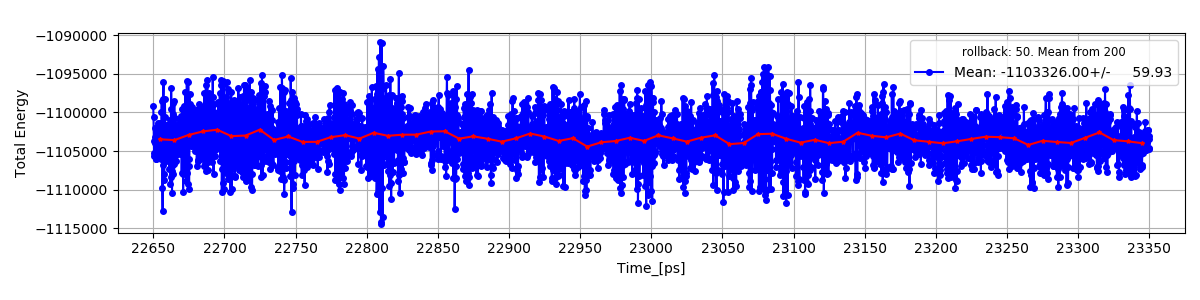 −1090000
−1095000
−1100000
−1105000
−1110000
−1115000
Total Energy
rollback: 50. Mean from 200
Mean: -1103326.00+/- 59.93
22650 22700 22750 22800 22850 22900 22950 23000 23050 23100 23150 23200 23250 23300 23350
Time_[ps]